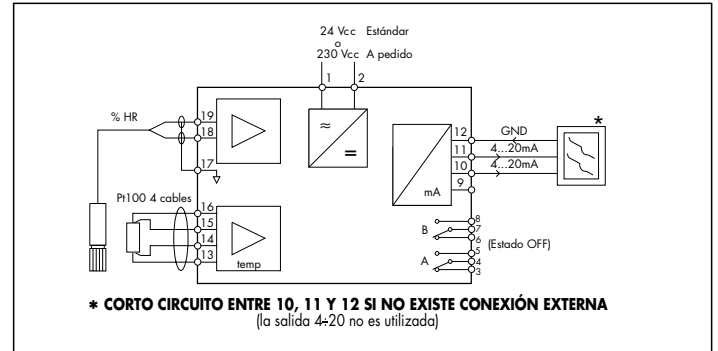 24 Vcc Estándar
o
230 Vcc A pedido
1 2
% HR
19
18
17
≈
=
12 GND
11 4...20mA
10 4...20mA
9
mA
*
Pt100 4 cables
16
15
14
13
temp
8
B 7
6
(Estado OFF)
5
A 4
3
* CORTO CIRCUITO ENTRE 10, 11 Y 12 SI NO EXISTE CONEXIÓN EXTERNA
(la salida 4÷20 no es utilizada)